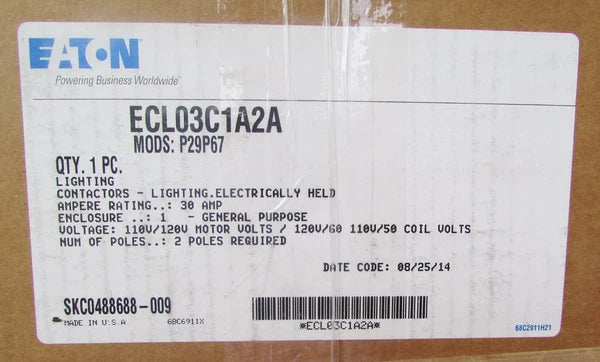 EATON
Powering Business Worldwide
ECL03C1A2A
MODS: P29P67
QTY. 1 PC.
LIGHTING
CONTACTORS - LIGHTING.ELECTRICALLY HELD
AMPERE RATING..: 30 AMP
ENCLOSURE ..: 1 - GENERAL PURPOSE
VOLTAGE: 110V/120V MOTOR VOLTS / 120V/60 110V/50 COIL VOLTS
NUM OF POLES..: 2 POLES REQUIRED
DATE CODE: 08/25/14
SKC0488688-009
MADE IN U.S.A. 68C6911X
*ECL03C1A2A*
68C2911H21